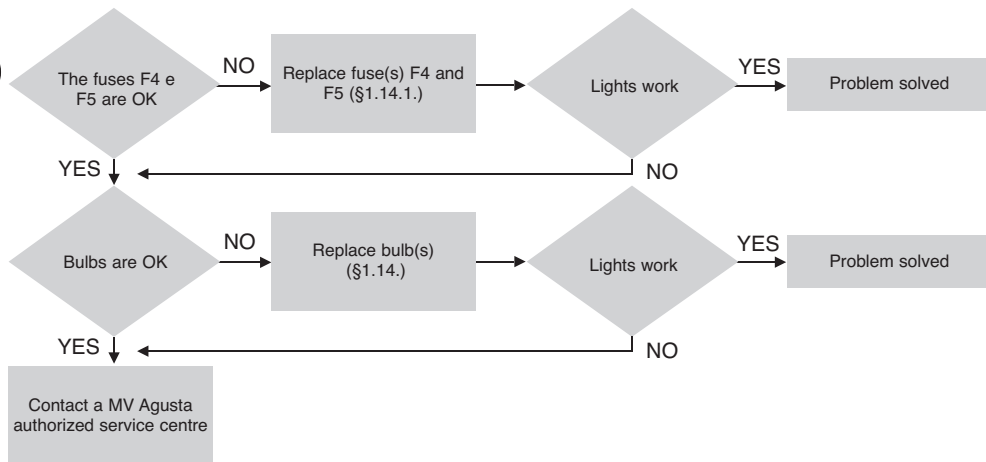 )
The fuses F4 e
F5 are OK
NO
Replace fuse(s) F4 and
F5 (§1.14.1.)
Lights work
YES
Problem solved
YES
NO
Bulbs are OK
NO
Replace bulb(s)
(§1.14.)
Lights work
YES
Problem solved
YES
NO
Contact a MV Agusta
authorized service centre